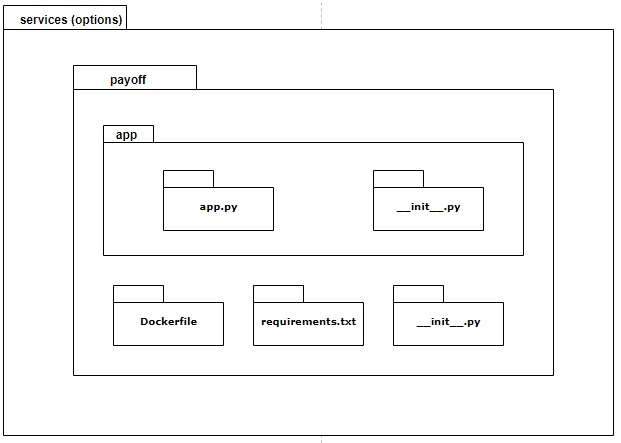 services (options)
payoff
app
app.py
__init__.py
Dockerfile
requirements.txt
__init__.py